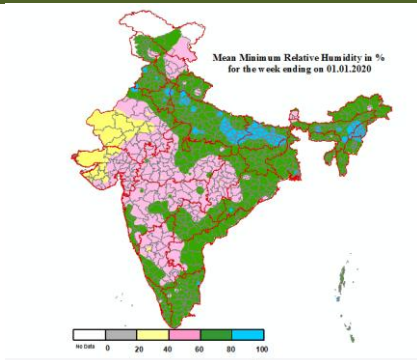 Mean Minimum Relative Humidity in %
for the week ending on 01.01.2020
No Data 0 20 40 60 80 100